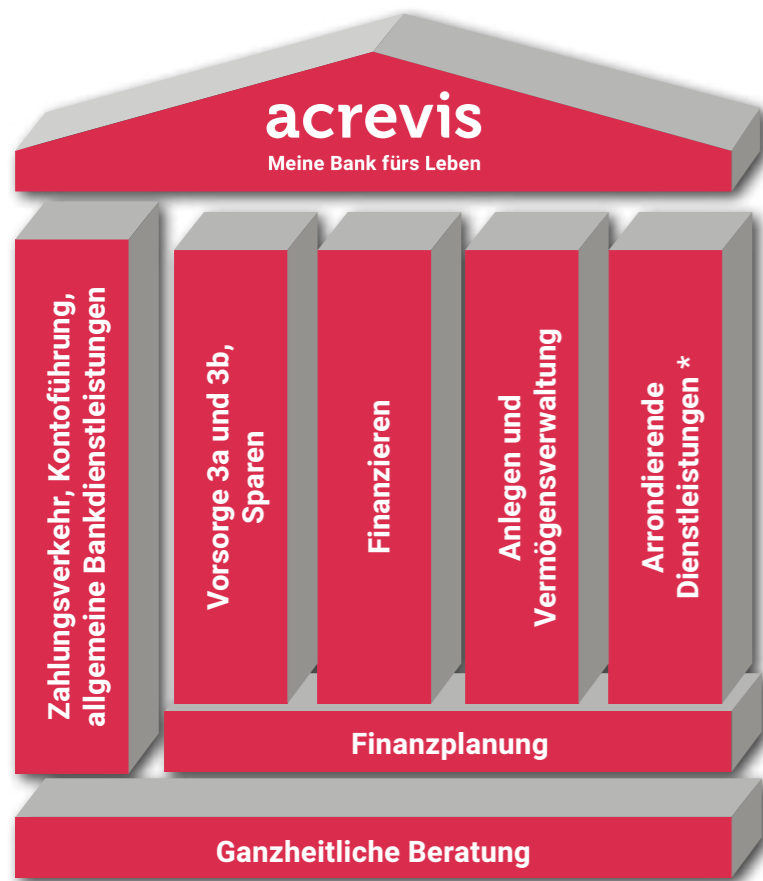 acrevis
Meine Bank fürs Leben
Zahlungsverkehr, Kontoführung,
allgemeine Bankdienstleistungen
Vorsorge 3a und 3b,
Sparen
Finanzieren
Anlegen und
Vermögensverwaltung
Arrondierende
Dienstleistungen *
Finanzplanung
Ganzheitliche Beratung